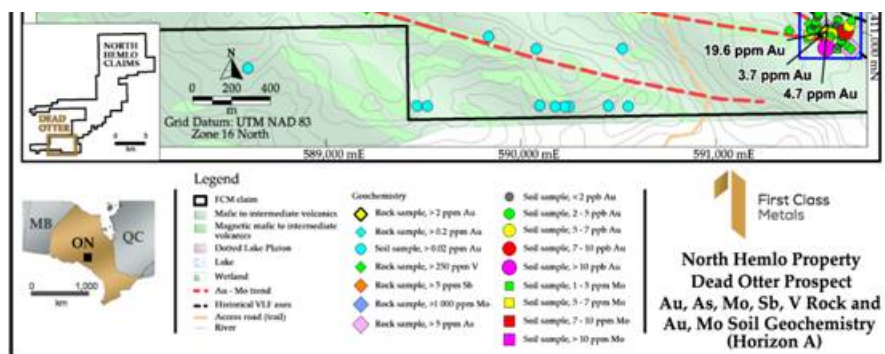 NORTH
HEMLO
CLAIMS
DEAD
OTTER
0 5
km
N
200 0 200 400
m
Grid Datum: UTM NAD 83
Zone 16 North
19.6 ppm Au
3.7 ppm Au
4.7 ppm Au
411,000 mN
589,000 mE
590,000 mE
591,000 mE
MB
ON
QC
0 1,000
km
Legend
FCM claim
Mafic to intermediate volcanics
Magnetic mafic to intermediate
volcanics
Dotted Lake Pluton
Lake
Wetland
Au - Mo trend
Historical VLF axes
Access road (trail)
River
Geochemistry
Rock sample, >2 ppm Au
Rock sample, >0.2 ppm Au
Soil sample, >0.02 ppm Au
Rock sample, >250 ppm V
Rock sample, >5 ppm Sb
Rock sample, >1 000 ppm Mo
Rock sample, >5 ppm As
Soil sample, <2 ppb Au
Soil sample, 2 - 5 ppb Au
Soil sample, 5 - 7 ppb Au
Soil sample, 7 - 10 ppb Au
Soil sample, >10 ppb Au
Soil sample, 1 - 5 ppm Mo
Soil sample, 5 - 7 ppm Mo
Soil sample, 7 - 10 ppm Mo
Soil sample, > 10 ppm Mo
First Class
Metals
North Hemlo Property
Dead Otter Prospect
Au, As, Mo, Sb, V Rock and
Au, Mo Soil Geochemistry
(Horizon A)